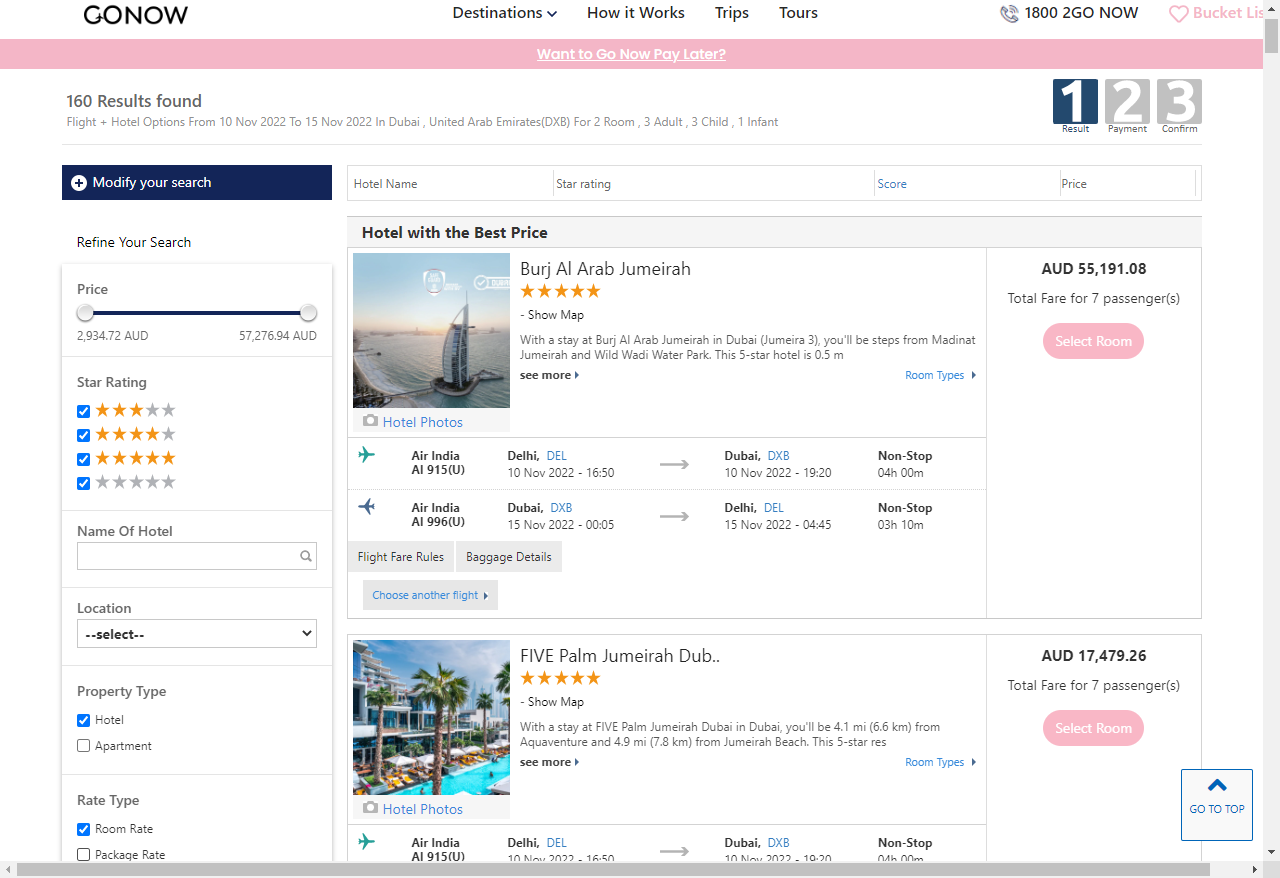 GONOW
Destinations
How it Works
Trips
Tours
1800 2GO NOW
Bucket Lis
Want to Go Now Pay Later?
160 Results found
Flight + Hotel Options From 10 Nov 2022 To 15 Nov 2022 In Dubai , United Arab Emirates(DXB) For 2 Room , 3 Adult , 3 Child , 1 Infant
1 2 3
Result Payment Confirm
Modify your search
Hotel Name
Star rating
Score
Price
Refine Your Search
Price
2,934.72 AUD
57,276.94 AUD
Star Rating
Name Of Hotel
Location
--select--
Property Type
Hotel
Apartment
Rate Type
Room Rate
Package Rate
Hotel with the Best Price
Burj Al Arab Jumeirah
- Show Map
With a stay at Burj Al Arab Jumeirah in Dubai (Jumeira 3), you'll be steps from Madinat
Jumeirah and Wild Wadi Water Park. This 5-star hotel is 0.5 m
see more
Room Types
Hotel Photos
AUD 55,191.08
Total Fare for 7 passenger(s)
Select Room
Air India
AI 915(U)
Delhi, DEL
10 Nov 2022 - 16:50
Dubai, DXB
10 Nov 2022 - 19:20
Non-Stop
04h 00m
Air India
AI 996(U)
Dubai, DXB
15 Nov 2022 - 00:05
Delhi, DEL
15 Nov 2022 - 04:45
Non-Stop
03h 10m
Flight Fare Rules
Baggage Details
Choose another flight
FIVE Palm Jumeirah Dub..
- Show Map
With a stay at FIVE Palm Jumeirah Dubai in Dubai, you'll be 4.1 mi (6.6 km) from
Aquaventure and 4.9 mi (7.8 km) from Jumeirah Beach. This 5-star res
see more
Room Types
Hotel Photos
AUD 17,479.26
Total Fare for 7 passenger(s)
Select Room
Air India
AI 915(U)
Delhi, DEL
10 Nov 2022 - 16:50
Dubai, DXB
10 Nov 2022 - 19:20
Non-Stop
04h 00m
GO TO TOP